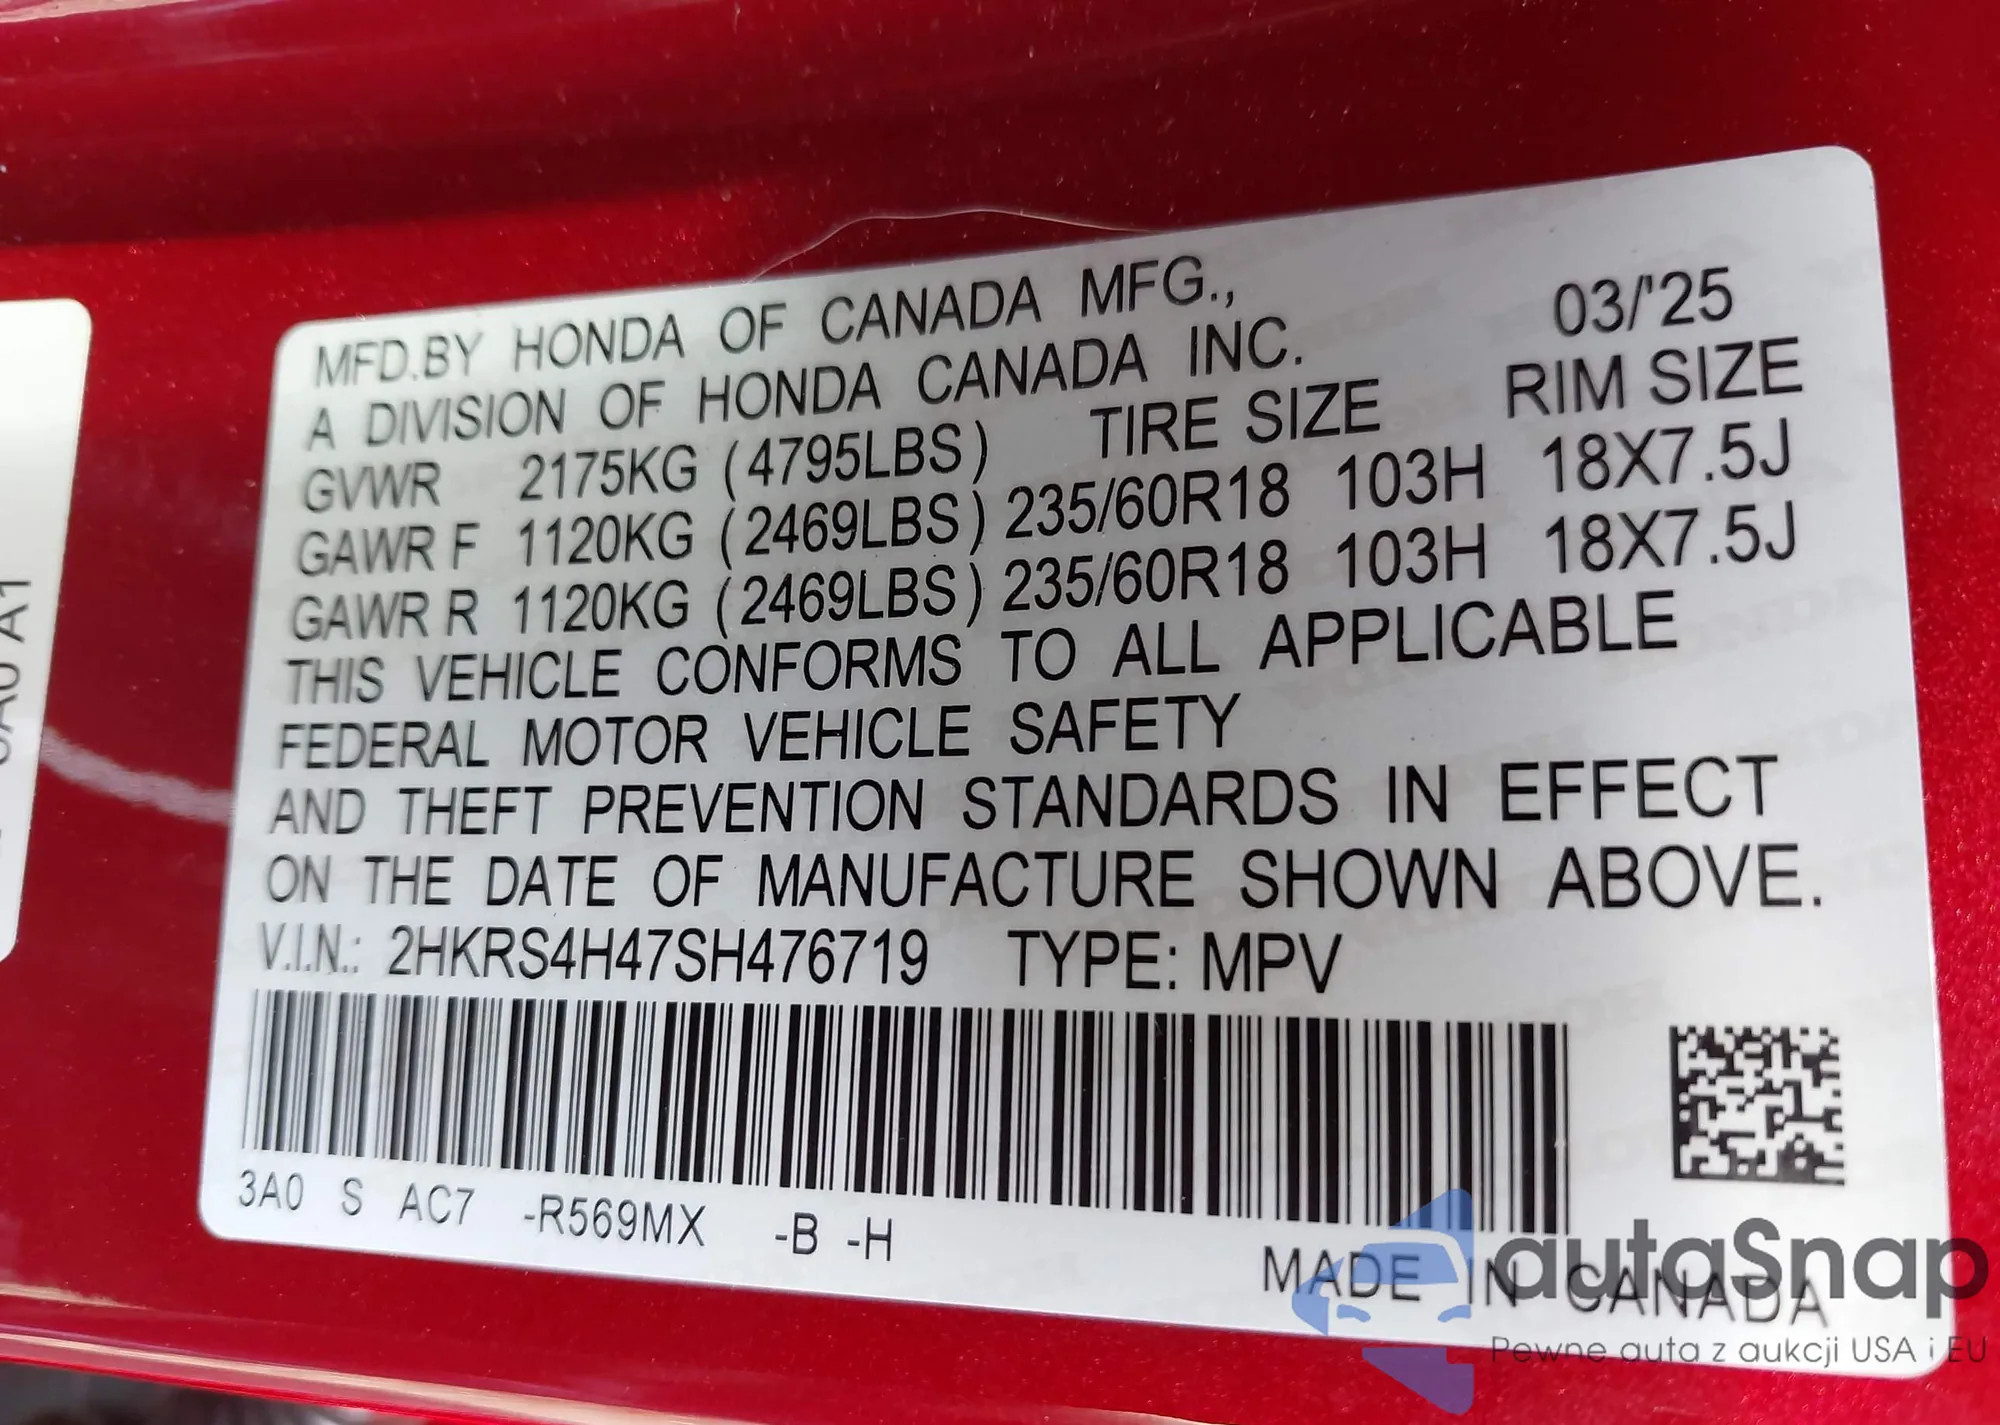 MFD.BY HONDA OF CANADA MFG.,
A DIVISION OF HONDA CANADA INC. 03/'25
GVWR 2175KG (4795LBS) TIRE SIZE RIM SIZE
GAWR F 1120KG (2469LBS) 235/60R18 103H 18X7.5J
GAWR R 1120KG (2469LBS) 235/60R18 103H 18X7.5J
THIS VEHICLE CONFORMS TO ALL APPLICABLE
FEDERAL MOTOR VEHICLE SAFETY
AND THEFT PREVENTION STANDARDS IN EFFECT
ON THE DATE OF MANUFACTURE SHOWN ABOVE.
V.I.N.: 2HKRS4H47SH476719 TYPE: MPV
3A0 S AC7 -R569MX -B -H
MADE IN CANADA
autoSnap
Pewne auta z aukcji USA i EU
A1